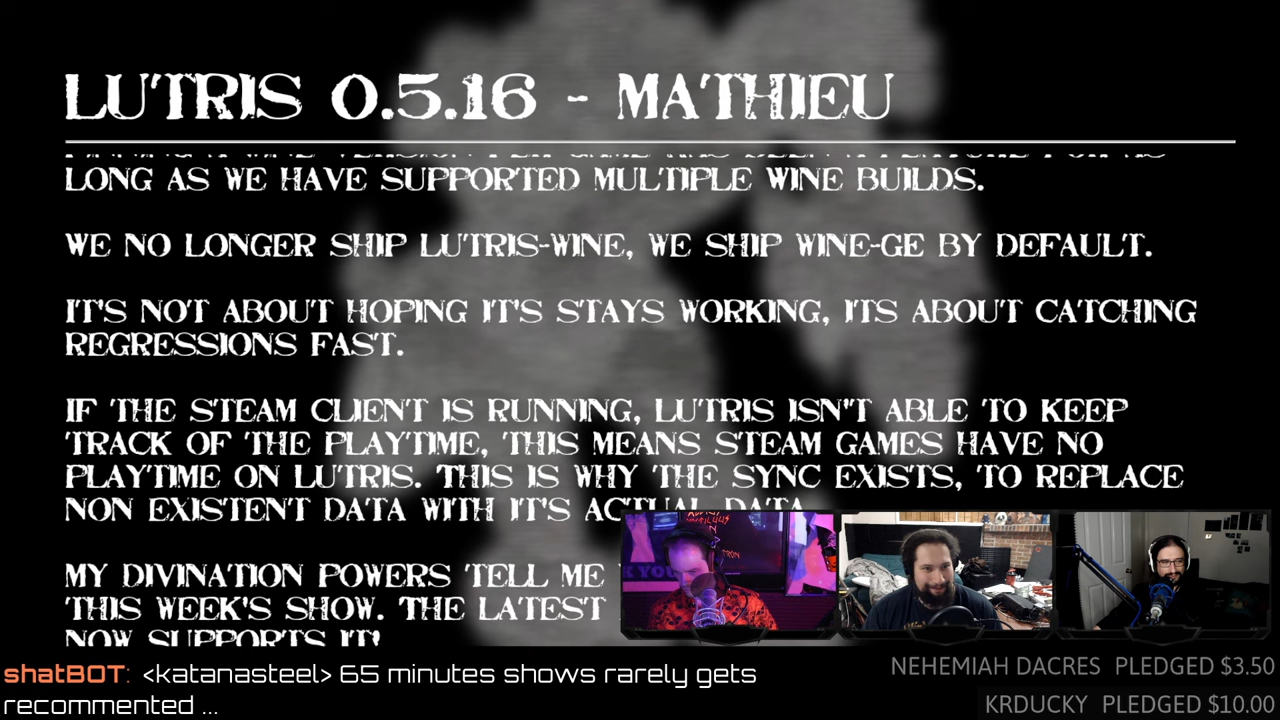 LUTRIS 0.5.16 - MATHIEU
LONG AS WE HAVE SUPPORTED MULTIPLE WINE BUILDS.
WE NO LONGER SHIP LUTRIS-WINE, WE SHIP WINE-GE BY DEFAULT.
IT'S NOT ABOUT HOPING IT'S STAYS WORKING, ITS ABOUT CATCHING
REGRESSIONS FAST.
IF THE STEAM CLIENT IS RUNNING, LUTRIS ISN'T ABLE TO KEEP
TRACK OF THE PLAYTIME, THIS MEANS STEAM GAMES HAVE NO
PLAYTIME ON LUTRIS. THIS IS WHY THE SYNC EXISTS, TO REPLACE
NON EXISTENT DATA WITH IT'S ACTUAL DATA
MY DIVINATION POWERS TELL ME
THIS WEEK'S SHOW. THE LATEST
NOW SUPPORTS IT!
shatBOT: <katanasteel> 65 minutes shows rarely gets
recommented ...
NEHEMIAH DACRES PLEDGED $3.50
KRDUCKY PLEDGED $10.00